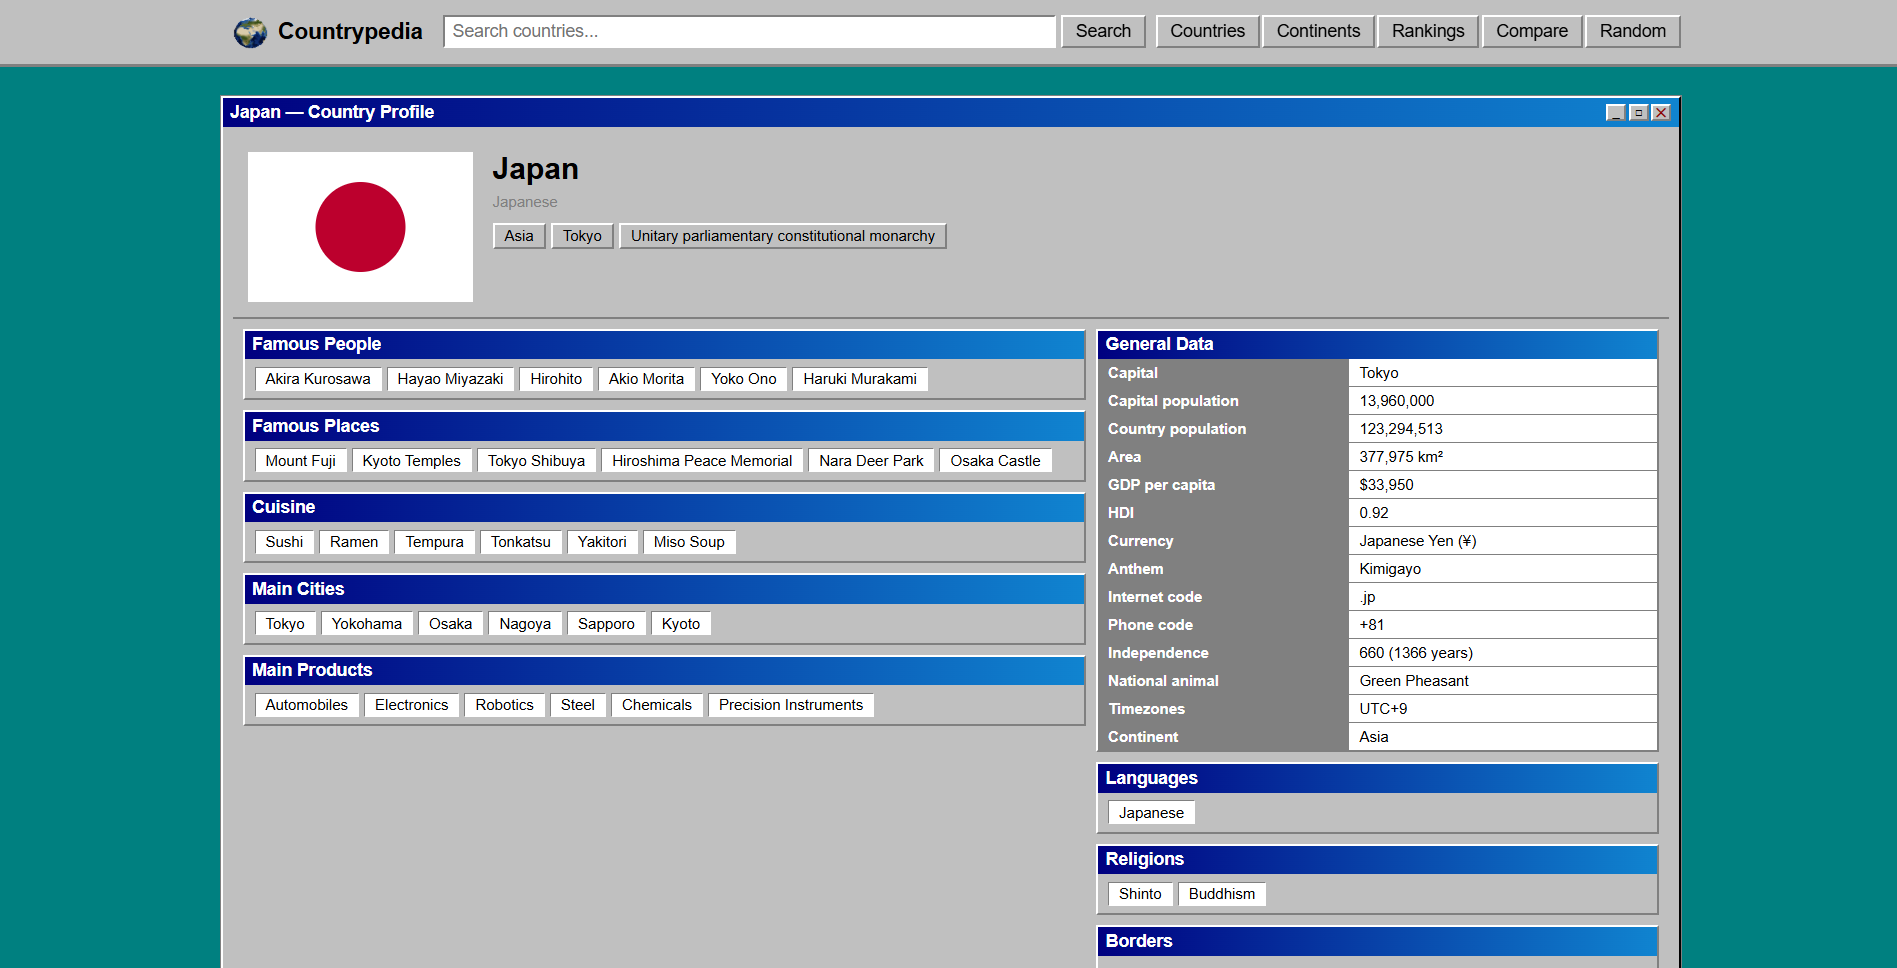 Countrypedia Search countries... Search Countries Continents Rankings Compare Random
Japan — Country Profile
Japan
Japanese
Asia Tokyo Unitary parliamentary constitutional monarchy
Famous People
Akira Kurosawa Hayao Miyazaki Hirohito Akio Morita Yoko Ono Haruki Murakami
Famous Places
Mount Fuji Kyoto Temples Tokyo Shibuya Hiroshima Peace Memorial Nara Deer Park Osaka Castle
Cuisine
Sushi Ramen Tempura Tonkatsu Yakitori Miso Soup
Main Cities
Tokyo Yokohama Osaka Nagoya Sapporo Kyoto
Main Products
Automobiles Electronics Robotics Steel Chemicals Precision Instruments
General Data
Capital Tokyo
Capital population 13,960,000
Country population 123,294,513
Area 377,975 km²
GDP per capita $33,950
HDI 0.92
Currency Japanese Yen (¥)
Anthem Kimigayo
Internet code .jp
Phone code +81
Independence 660 (1366 years)
National animal Green Pheasant
Timezones UTC+9
Continent Asia
Languages
Japanese
Religions
Shinto Buddhism
Borders